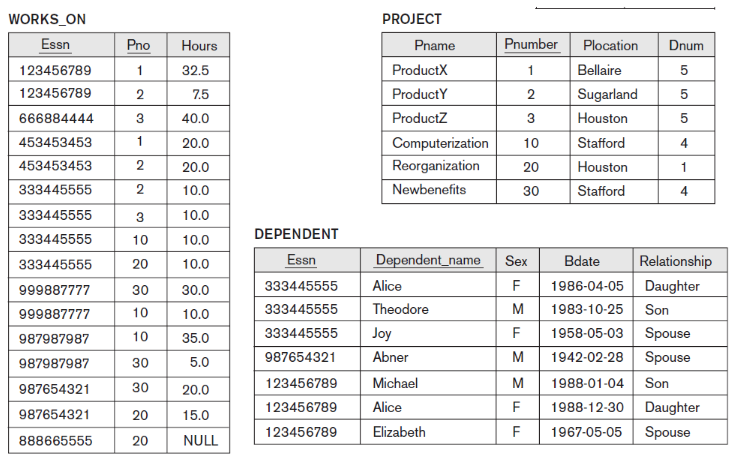 WORKS_ON
Essn Pno Hours
123456789 1 32.5
123456789 2 7.5
666884444 3 40.0
453453453 1 20.0
453453453 2 20.0
333445555 2 10.0
333445555 3 10.0
333445555 10 10.0
333445555 20 10.0
999887777 30 30.0
999887777 10 10.0
987987987 10 35.0
987987987 30 5.0
987654321 30 20.0
987654321 20 15.0
888665555 20 NULL
PROJECT
Pname Pnumber Plocation Dnum
ProductX 1 Bellaire 5
ProductY 2 Sugarland 5
ProductZ 3 Houston 5
Computerization 10 Stafford 4
Reorganization 20 Houston 1
Newbenefits 30 Stafford 4
DEPENDENT
Essn Dependent_name Sex Bdate Relationship
333445555 Alice F 1986-04-05 Daughter
333445555 Theodore M 1983-10-25 Son
333445555 Joy F 1958-05-03 Spouse
987654321 Abner M 1942-02-28 Spouse
123456789 Michael M 1988-01-04 Son
123456789 Alice F 1988-12-30 Daughter
123456789 Elizabeth F 1967-05-05 Spouse